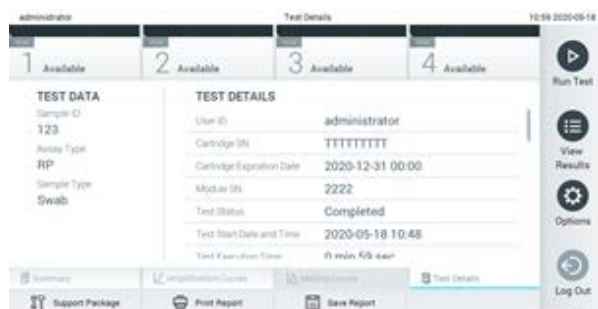 administrator Test Details 10:59 2020-05-18
1 Available 2 Available 3 Available 4 Available
Run Test
View Results
Options
Log Out
TEST DATA
Sample ID
123
Assay Type
RP
Sample Type
Swab
TEST DETAILS
User ID administrator
Cartridge SN TTTTTTTTT
Cartridge Expiration Date 2020-12-31 00:00
Module SN 2222
Test Status Completed
Test Start Date and Time 2020-05-18 10:48
Test Execution Time 0 min 59 sec
Summary Amplification Curves Melting Curves Test Details
Support Package Print Report Save Report